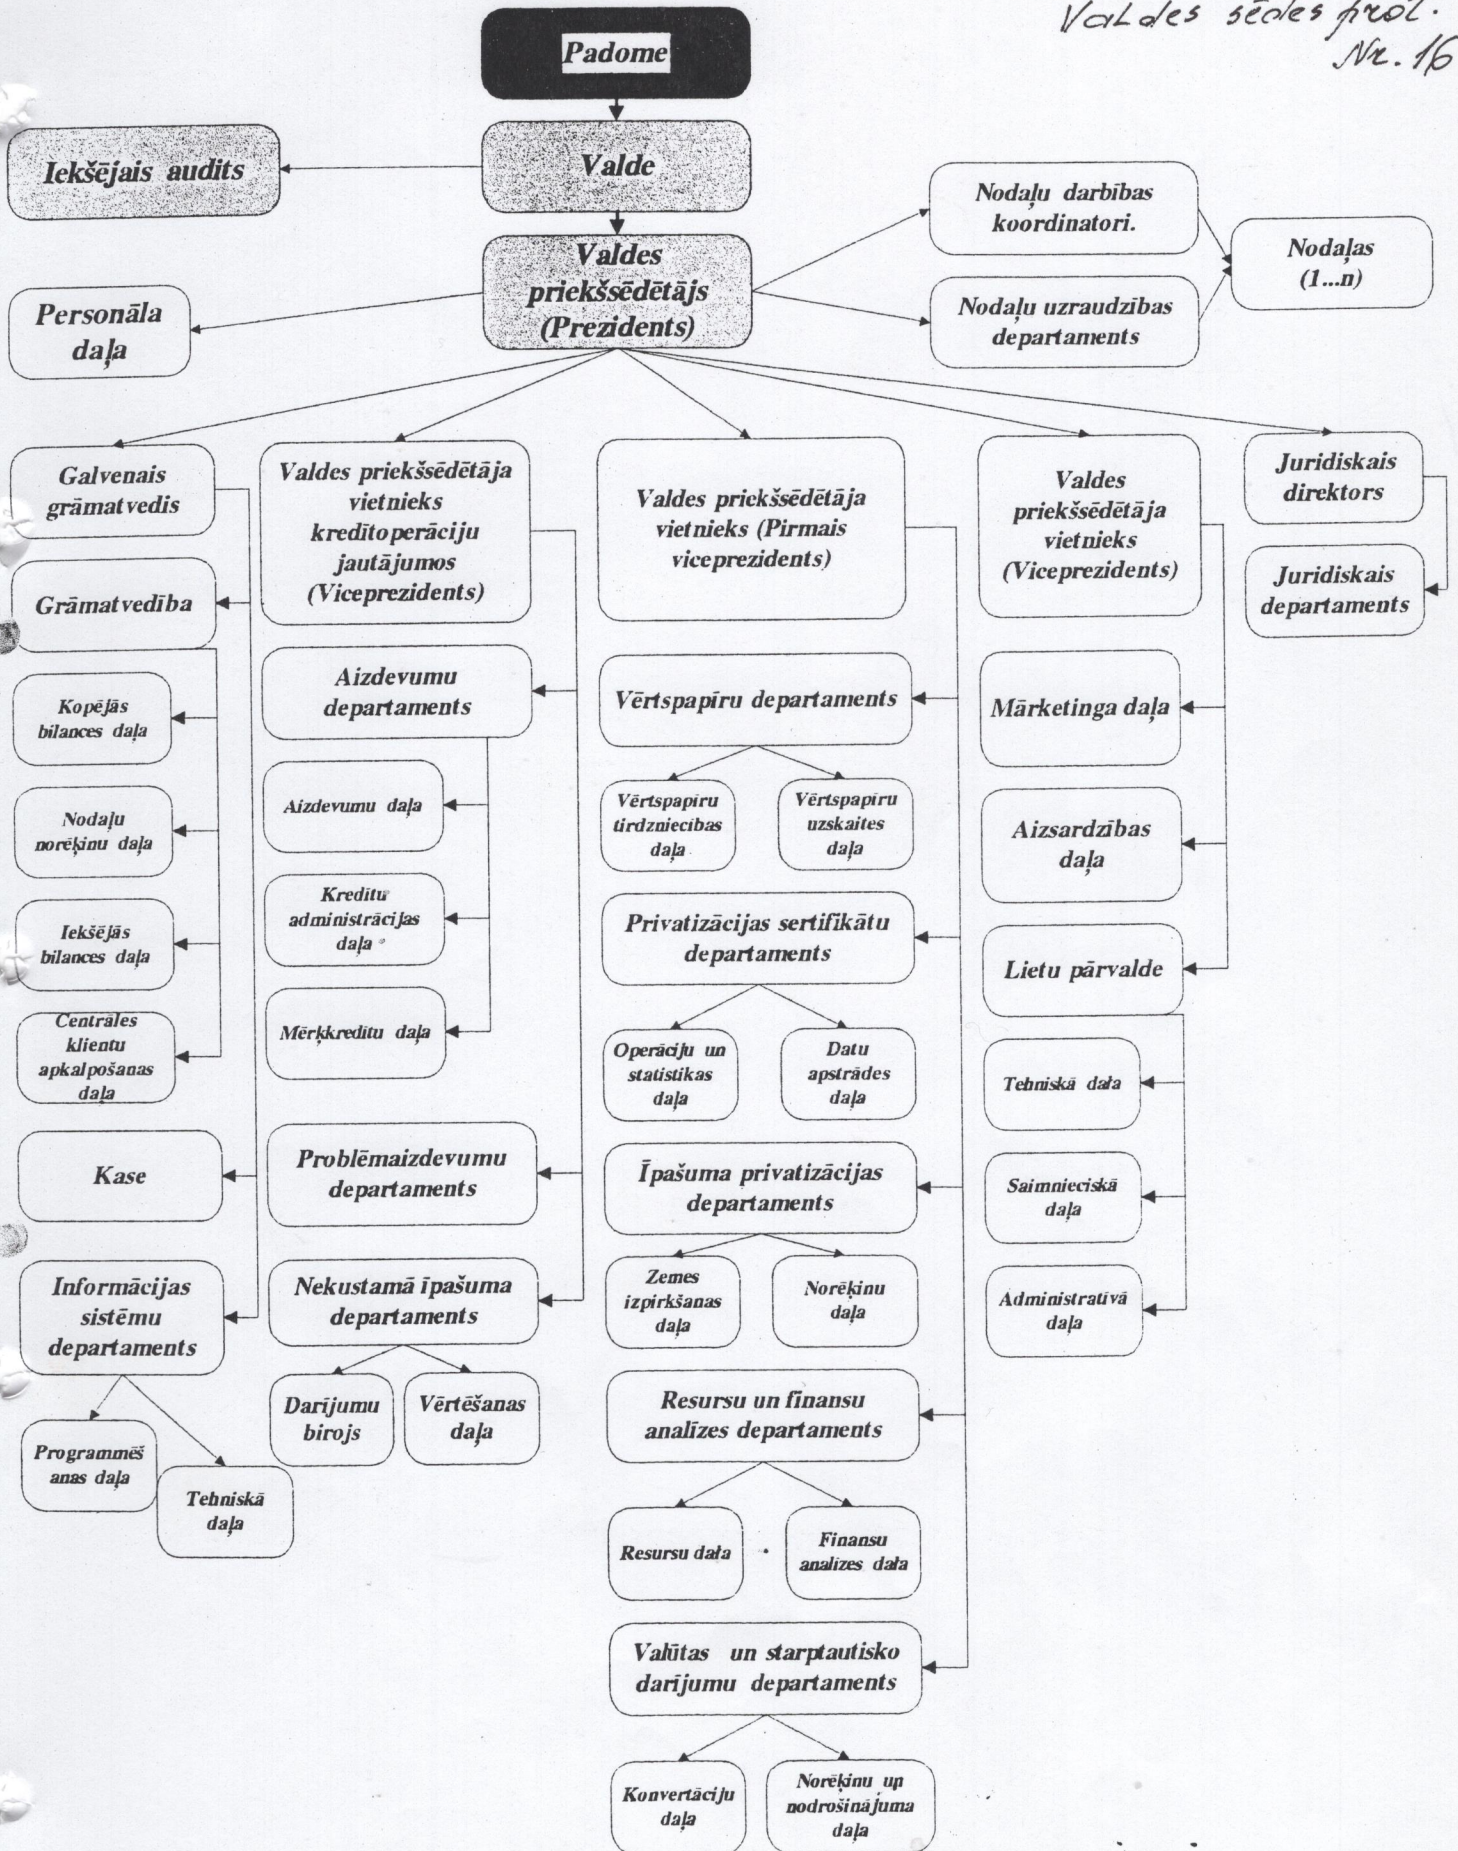 Valdes sēdes prot.
Nr. 16
Padome
Iekšējais audits
Valde
Valdes
priekšsēdētājs
(Prezidents)
Nodaļu darbības
koordinatori.
Nodaļu uzraudzības
departaments
Nodaļas
(1...n)
Personāla
daļa
Galvenais
grāmatvedis
Grāmatvedība
Kopējās
bilances daļa
Nodaļu
norēķinu daļa
Iekšējās
bilances daļa
Centrāles
klientu
apkalpošanas
daļa
Kase
Informācijas
sistēmu
departaments
Programmēš
anas daļa
Tehniskā
daļa
Valdes priekšsēdētāja
vietnieks
kredītoperāciju
jautājumos
(Viceprezidents)
Aizdevumu
departaments
Aizdevumu daļa
Kredītu
administrācijas
daļa
Mērķkredītu daļa
Problēmaizdevumu
departaments
Nekustamā īpašuma
departaments
Darījumu
birojs
Vērtēšanas
daļa
Valdes priekšsēdētāja
vietnieks (Pirmais
viceprezidents)
Vērtspapīru departaments
Vērtspapīru
tirdzniecības
daļa
Vērtspapīru
uzskaites
daļa
Privatizācijas sertifikātu
departaments
Operāciju un
statistikas
daļa
Datu
apstrādes
daļa
Īpašuma privatizācijas
departaments
Zemes
izpirkšanas
daļa
Norēķinu
daļa
Resursu un finansu
analīzes departaments
Resursu daļa
Finansu
analīzes daļa
Valūtas un starptautisko
darījumu departaments
Konvertāciju
daļa
Norēķinu un
nodrošinājuma
daļa
Valdes
priekšsēdētāja
vietnieks
(Viceprezidents)
Mārketinga daļa
Aizsardzības
daļa
Lietu pārvalde
Tehniskā daļa
Saimnieciskā
daļa
Administratīvā
daļa
Juridiskais
direktors
Juridiskais
departaments